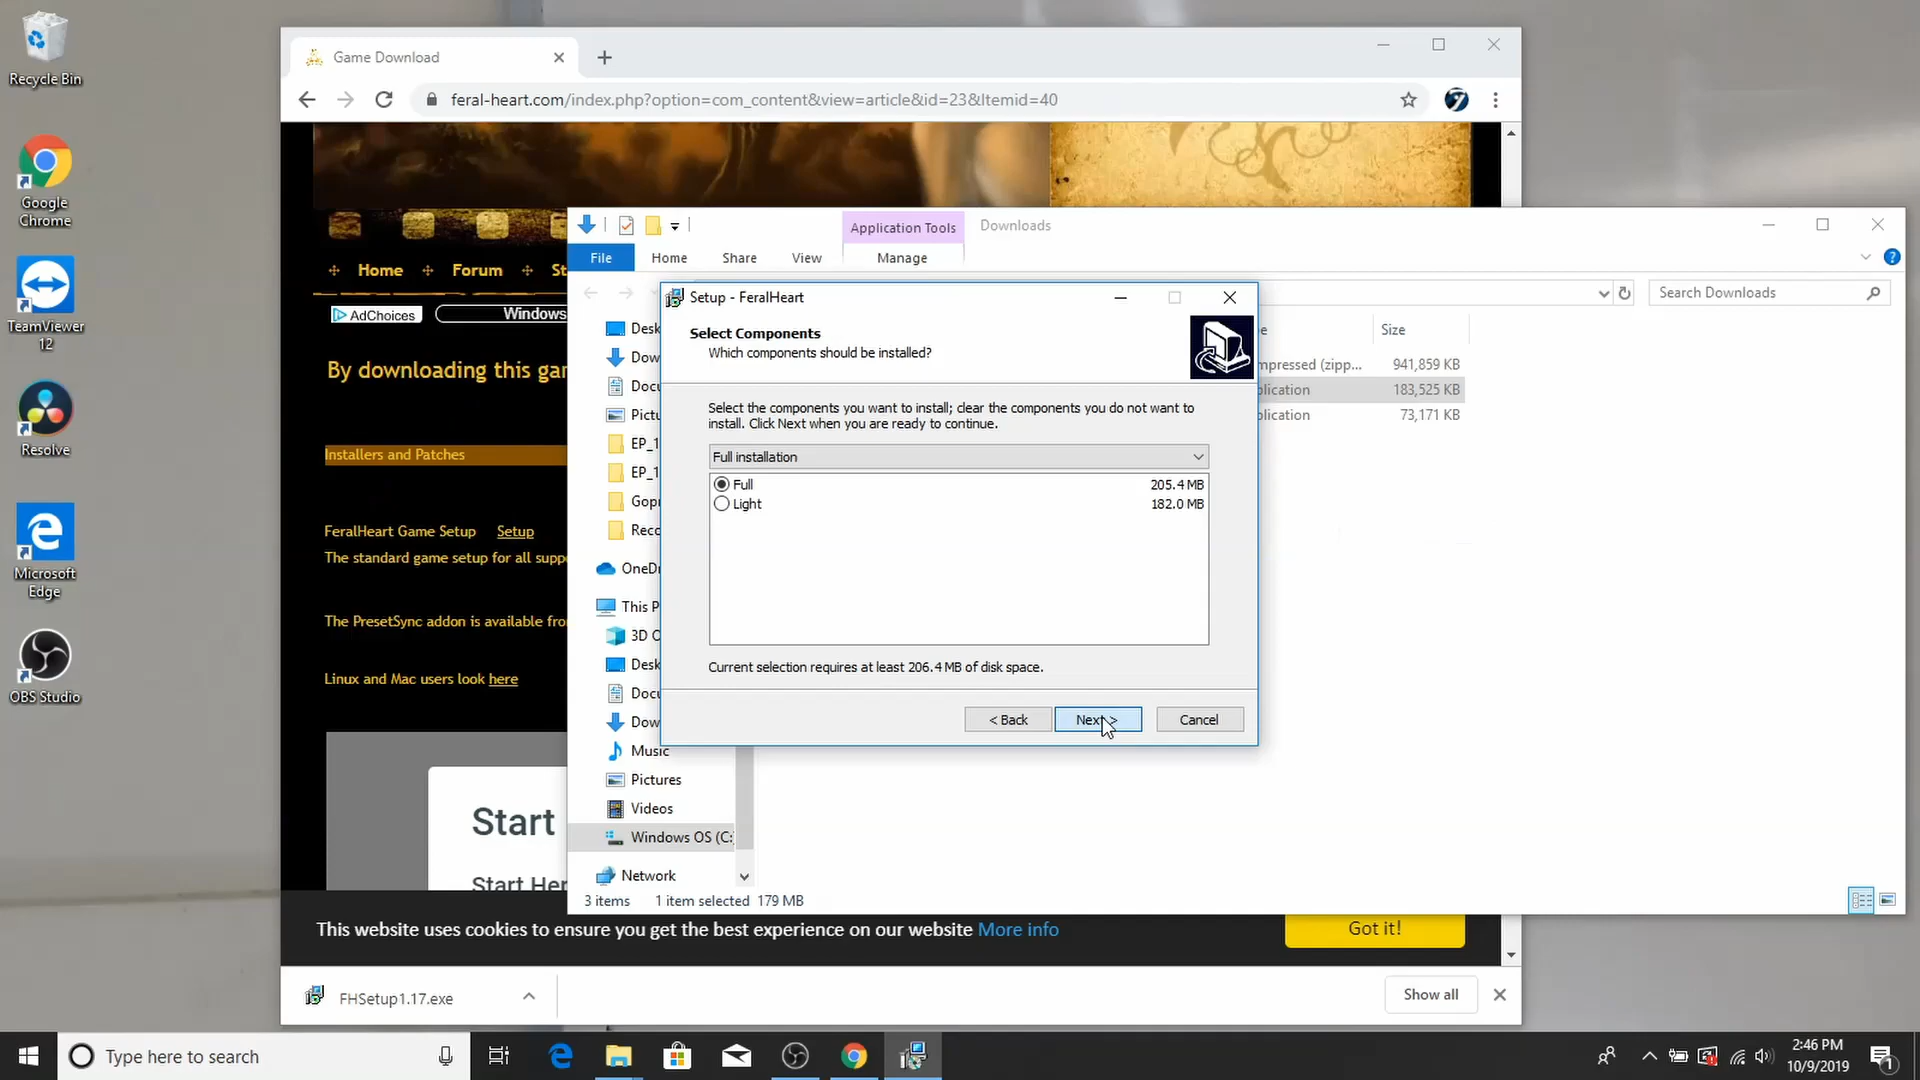 Recycle Bin
Google
Chrome
TeamViewer
12
Resolve
Microsoft
Edge
OBS Studio
Game Download
feral-heart.com/index.php?option=com_content&view=article&id=23&Itemid=40
Home
Forum
AdChoices
Windows
By downloading this
Installers and Patches
FeralHeart Game Setup Setup
The standard game setup for all
The PresetSync addon is available
Linux and Mac users look here
Start
Start
This website uses cookies to ensure you get the best experience on our website More info
Got it!
FHSetup1.17.exe
Show all
Application Tools
Downloads
File
Home
Share
View
Manage
Search Downloads
Size
941,859 KB
183,525 KB
73,171 KB
EP_1
EP_1
This P
Music
Pictures
Videos
Windows OS (C:
Network
3 items 1 item selected 179 MB
Setup - FeralHeart
Select Components
Which components should be installed?
Select the components you want to install; clear the components you do not want to
install. Click Next when you are ready to continue.
Full installation
Full 205.4 MB
Light 182.0 MB
Current selection requires at least 206.4 MB of disk space.
< Back
Next >
Cancel
Type here to search
2:46 PM
10/9/2019
1